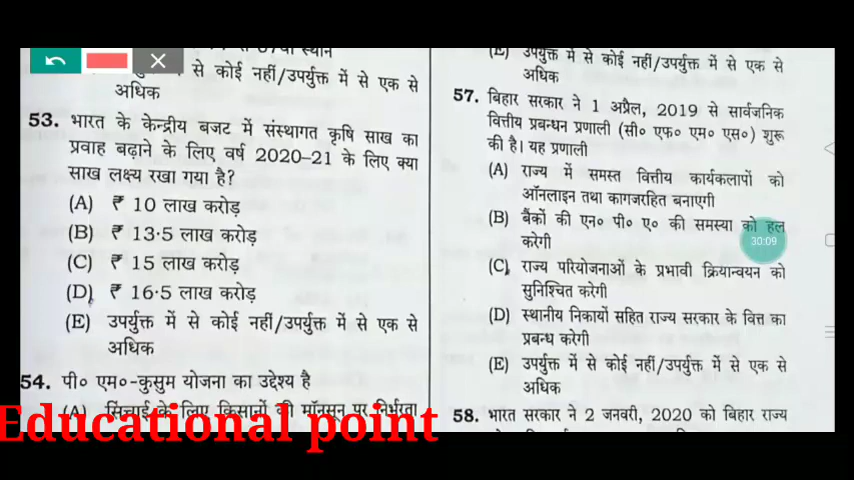 से कोई नहीं/उपर्युक्त में से एक से
अधिक
53. भारत के केन्द्रीय बजट में संस्थागत कृषि साख का
प्रवाह बढ़ाने के लिए वर्ष 2020–21 के लिए क्या
साख लक्ष्य रखा गया है?
(A) ₹ 10 लाख करोड़
(B) ₹ 13·5 लाख करोड़
(C) ₹ 15 लाख करोड़
(D) ₹ 16·5 लाख करोड़
(E) उपर्युक्त में से कोई नहीं/उपर्युक्त में से एक से
अधिक
54. पी० एम०-कुसुम योजना का उद्देश्य है
(A) सिंचाई के लिए किसानों की मॉनसून पर निर्भरता
(E) उपर्युक्त में से कोई नहीं/उपर्युक्त में से एक से
अधिक
57. बिहार सरकार ने 1 अप्रैल, 2019 से सार्वजनिक
वित्तीय प्रबन्धन प्रणाली (सी० एफ० एम० एस०) शुरू
की है। यह प्रणाली
(A) राज्य में समस्त वित्तीय कार्यकलापों को
ऑनलाइन तथा कागजरहित बनाएगी
(B) बैंकों की एन० पी० ए० की समस्या को हल
करेगी
30:09
(C) राज्य परियोजनाओं के प्रभावी क्रियान्वयन को
सुनिश्चित करेगी
(D) स्थानीय निकायों सहित राज्य सरकार के वित्त का
प्रबन्ध करेगी
(E) उपर्युक्त में से कोई नहीं/उपर्युक्त में से एक से
अधिक
58. भारत सरकार ने 2 जनवरी, 2020 को बिहार राज्य
Educational point